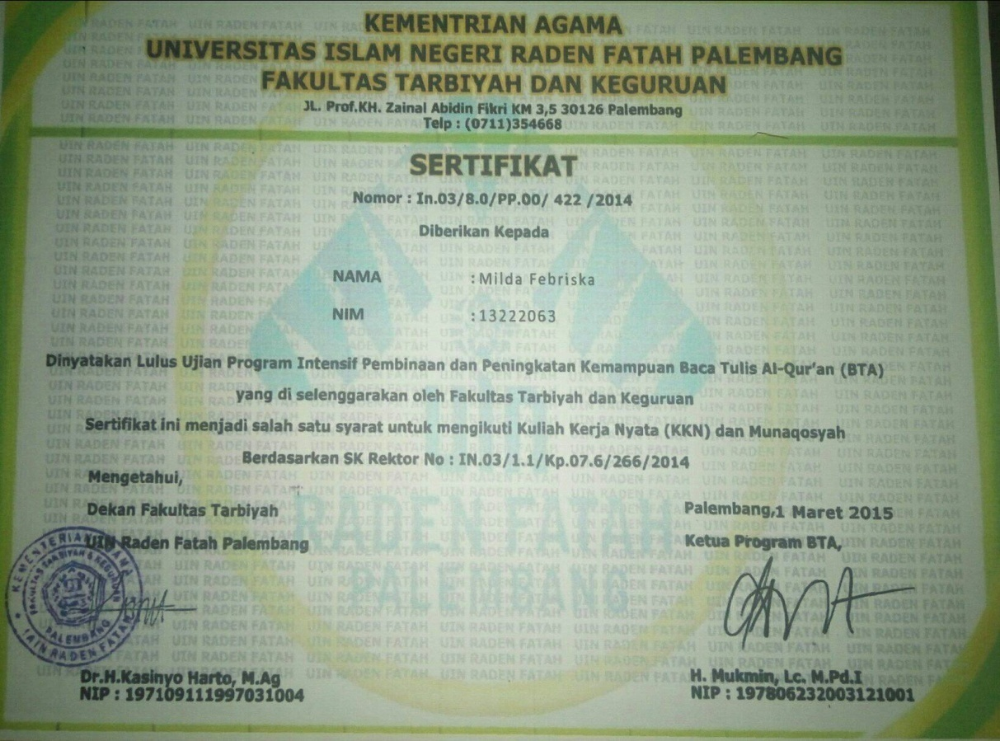 KEMENTRIAN AGAMA
UNIVERSITAS ISLAM NEGERI RADEN FATAH PALEMBANG
FAKULTAS TARBIYAH DAN KEGURUAN
JL. Prof.KH. Zainal Abidin Fikri KM 3,5 30126 Palembang
Telp : (0711)354668
SERTIFIKAT
Nomor : In.03/8.0/PP.00/ 422 /2014
Diberikan Kepada
NAMA : Milda Febriska
NIM : 13222063
Dinyatakan Lulus Ujian Program Intensif Pembinaan dan Peningkatan Kemampuan Baca Tulis Al-Qur'an (BTA)
yang di selenggarakan oleh Fakultas Tarbiyah dan Keguruan
Sertifikat ini menjadi salah satu syarat untuk mengikuti Kuliah Kerja Nyata (KKN) dan Munaqosyah
Berdasarkan SK Rektor No : IN.03/1.1/Kp.07.6/266/2014
Mengetahui,
Dekan Fakultas Tarbiyah
UIN Raden Fatah Palembang
Palembang,1 Maret 2015
Ketua Program BTA,
KEMENTERIAN AGAMA
FAKULTAS TARBIYAH & KEGURUAN
PALEMBANG
IAIN RADEN FATAH
RADEN FATAH
PALEMBANG
Dr.H.Kasinyo Harto, M.Ag
NIP : 197109111997031004
H. Mukmin, Lc. M.Pd.I
NIP : 197806232003121001